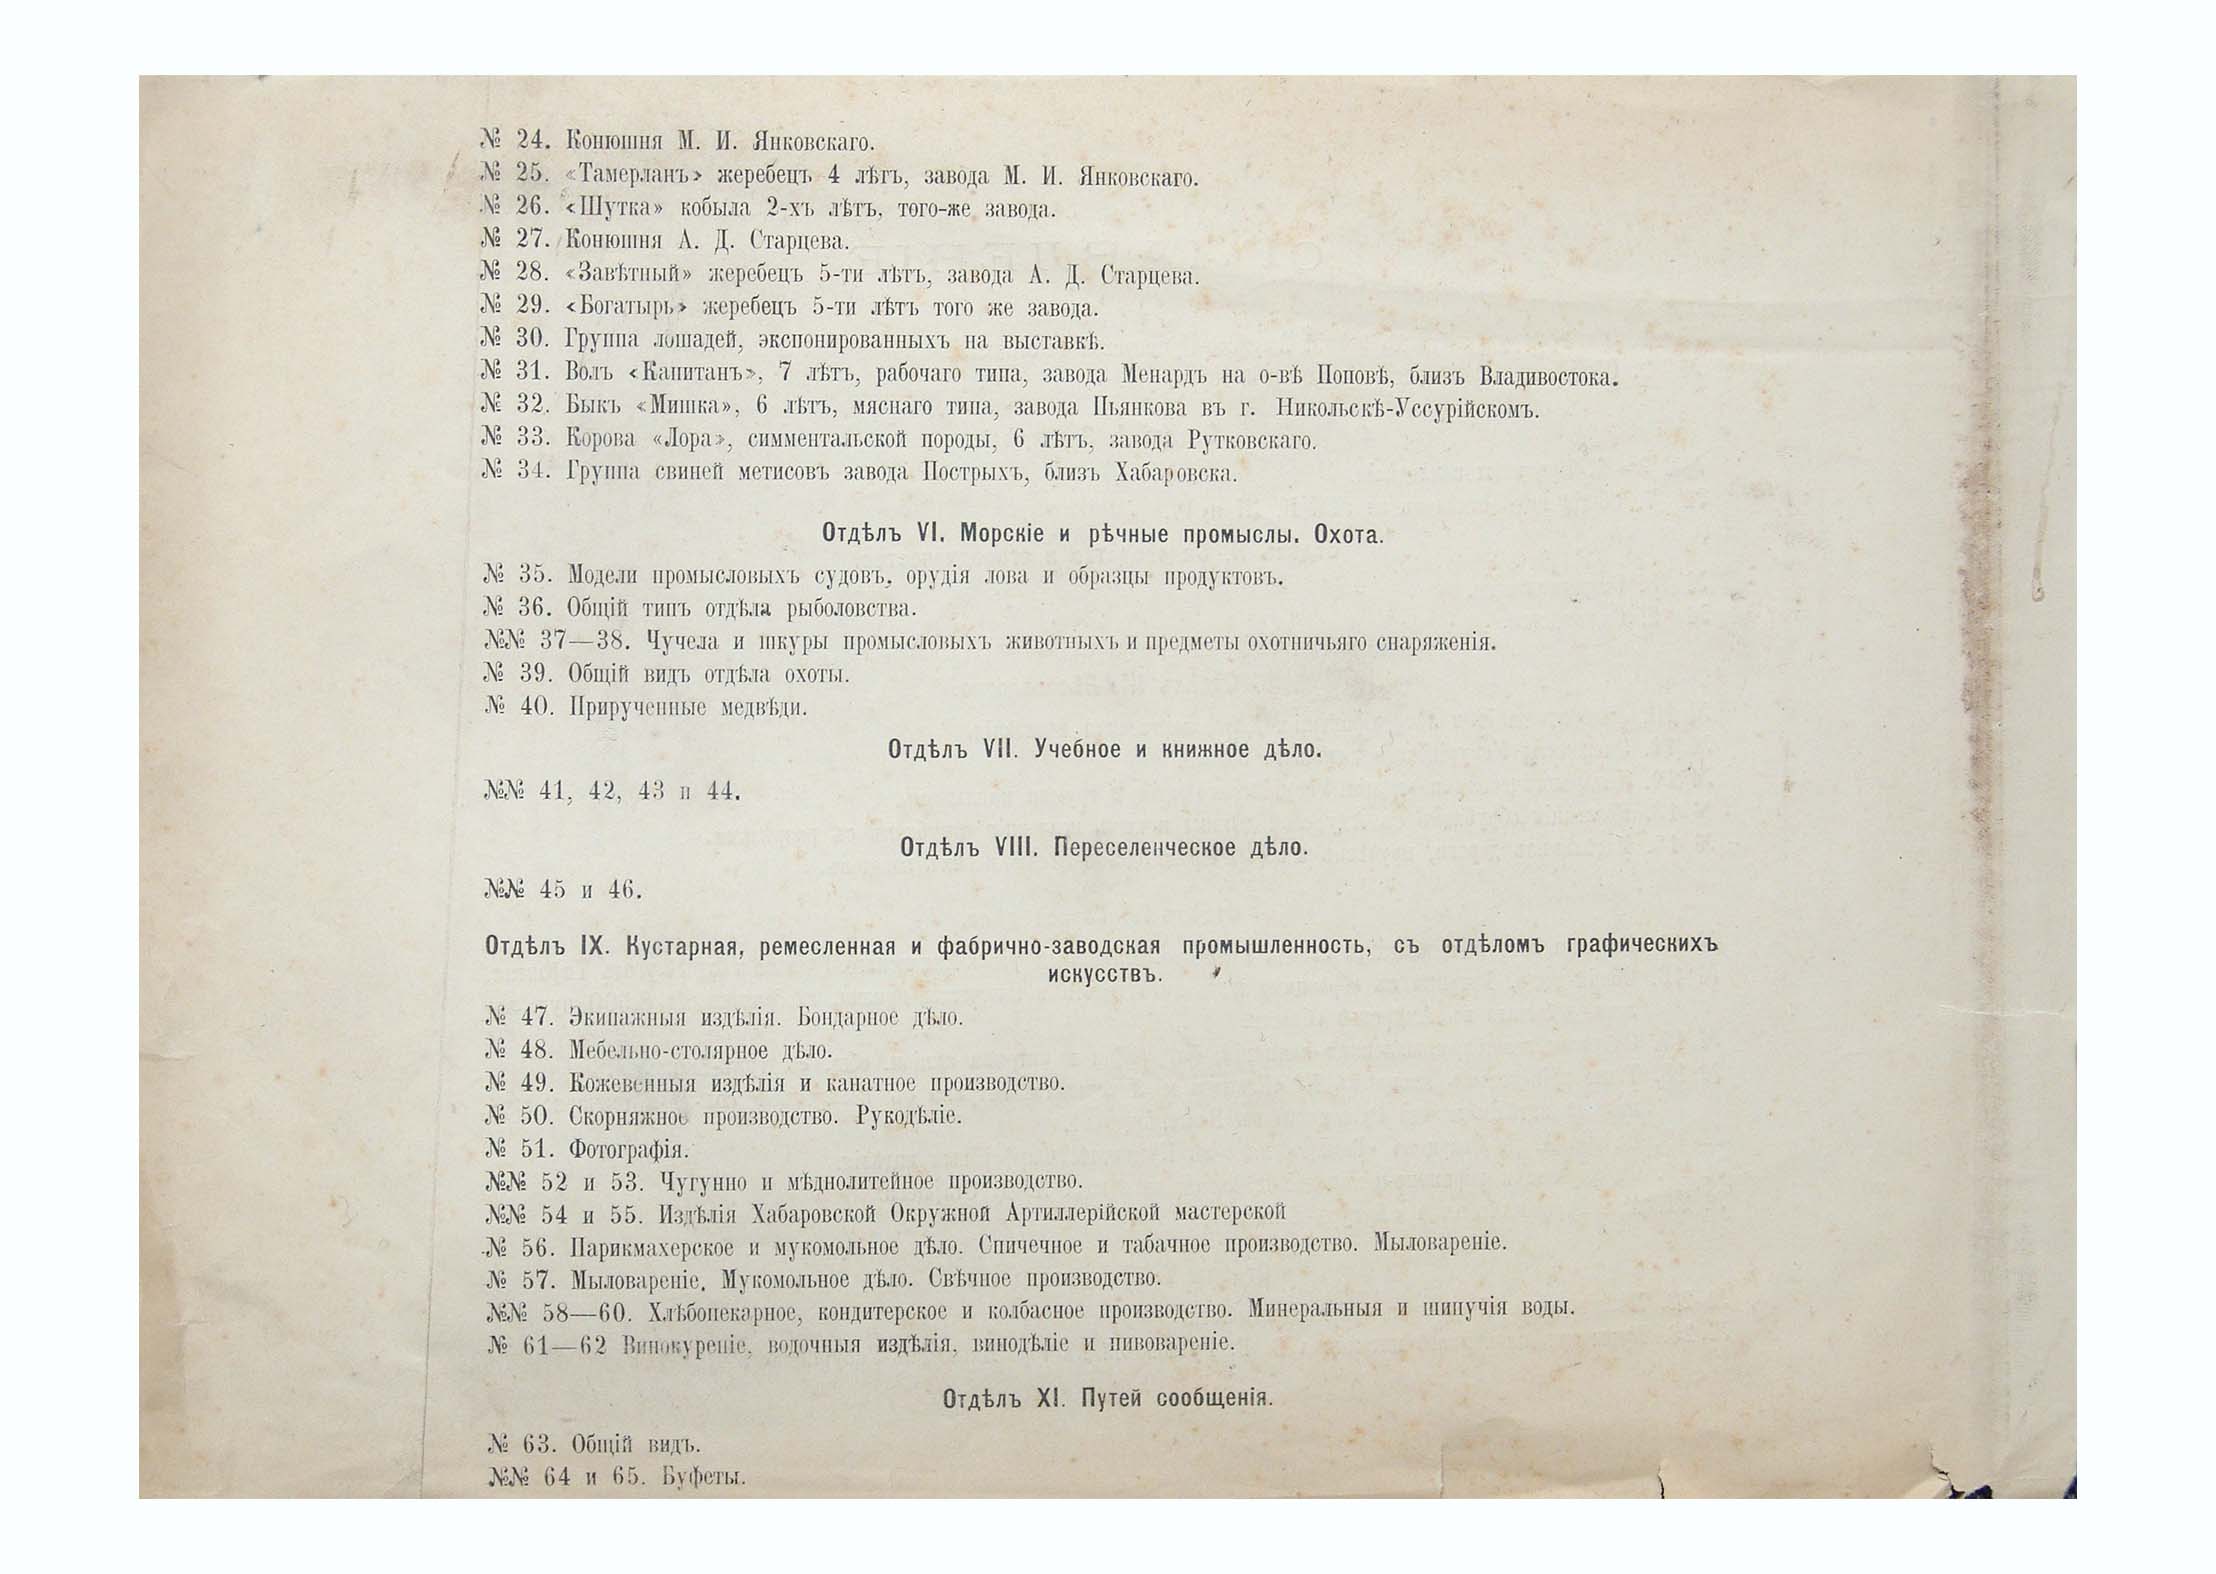 № 24. Конюшня М. И. Янковскаго.
№ 25. «Тамерланъ» жеребецъ 4 лѣтъ, завода М. И. Янковскаго.
№ 26. «Шутка» кобыла 2-хъ лѣтъ, того-же завода.
№ 27. Конюшня А. Д. Старцева.
№ 28. «Завѣтный» жеребецъ 5-ти лѣтъ, завода А. Д. Старцева.
№ 29. «Богатырь» жеребецъ 5-ти лѣтъ того же завода.
№ 30. Группа лошадей, экспонированныхъ на выставкѣ.
№ 31. Волъ «Капитанъ», 7 лѣтъ, рабочаго типа, завода Менардъ на о-вѣ Поповѣ, близъ Владивостока.
№ 32. Быкъ «Мишка», 6 лѣтъ, мяснаго типа, завода Пьянкова въ г. Никольскѣ-Уссурійскомъ.
№ 33. Корова «Лора», симментальской породы, 6 лѣтъ, завода Рутковскаго.
№ 34. Группа свиней метисовъ завода Пострыхъ, близъ Хабаровска.
Отдѣлъ VI. Морскіе и рѣчные промыслы. Охота.
№ 35. Модели промысловыхъ судовъ, орудія лова и образцы продуктовъ.
№ 36. Общій типъ отдѣла рыболовства.
№№ 37—38. Чучела и шкуры промысловыхъ животныхъ и предметы охотничьяго снаряженія.
№ 39. Общій видъ отдѣла охоты.
№ 40. Прирученные медвѣди.
Отдѣлъ VII. Учебное и книжное дѣло.
№№ 41, 42, 43 и 44.
Отдѣлъ VIII. Переселенческое дѣло.
№№ 45 и 46.
Отдѣлъ IX. Кустарная, ремесленная и фабрично-заводская промышленность, съ отдѣломъ графическихъ
искусствъ.
№ 47. Экипажныя издѣлія. Бондарное дѣло.
№ 48. Мебельно-столярное дѣло.
№ 49. Кожевенныя издѣлія и канатное производство.
№ 50. Скорняжное производство. Рукодѣліе.
№ 51. Фотографія.
№№ 52 и 53. Чугунно и мѣднолитейное производство.
№№ 54 и 55. Издѣлія Хабаровской Окружной Артиллерійской мастерской
№ 56. Парикмахерское и мукомольное дѣло. Спичечное и табачное производство. Мыловареніе.
№ 57. Мыловареніе. Мукомольное дѣло. Свѣчное производство.
№№ 58—60. Хлѣбопекарное, кондитерское и колбасное производство. Минеральныя и шипучія воды.
№ 61—62 Винокуреніе, водочныя издѣлія, винодѣліе и пивовареніе.
Отдѣлъ XI. Путей сообщенія.
№ 63. Общій видъ.
№№ 64 и 65. Буфеты.